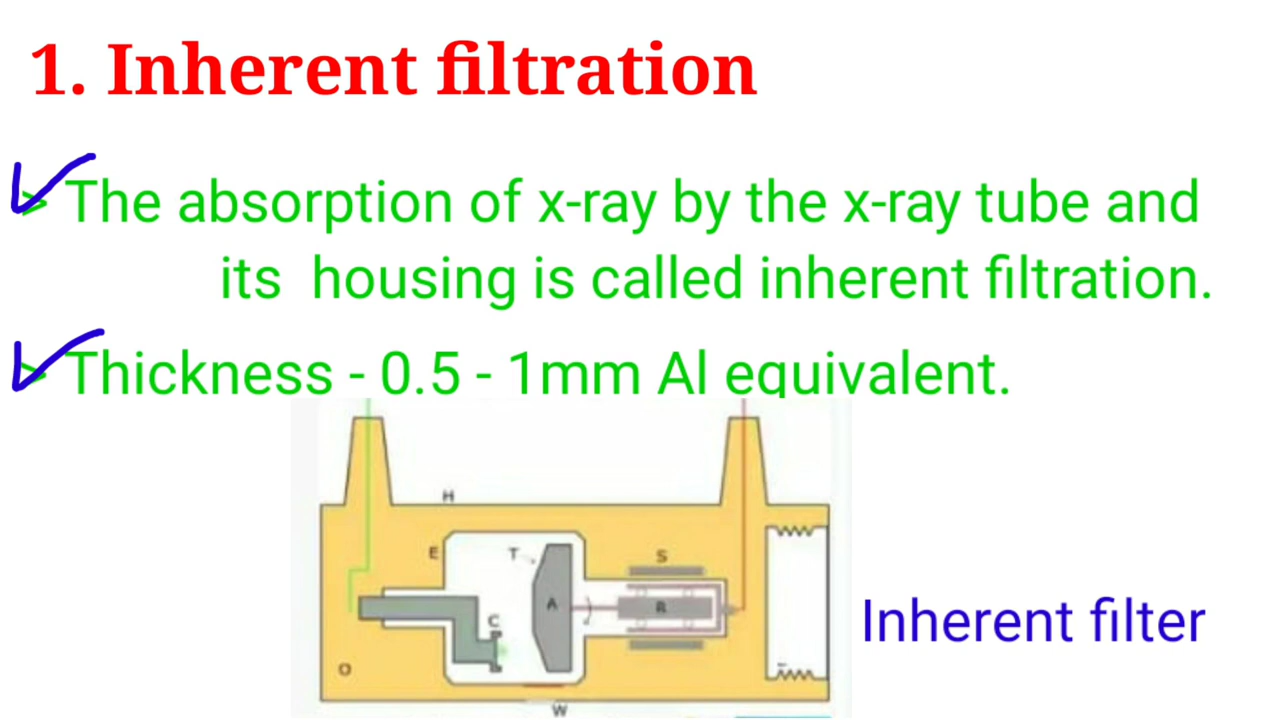 1. Inherent filtration
➢ The absorption of x-ray by the x-ray tube and
its housing is called inherent filtration.
➢ Thickness - 0.5 - 1mm Al equivalent.
H
E
T
S
A
R
C
O
W
Inherent filter